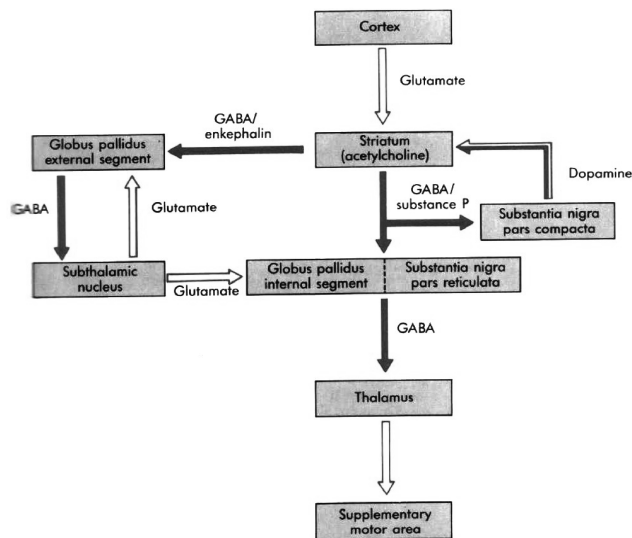 Cortex
Glutamate
GABA/
enkephalin
Globus pallidus
external segment
Striatum
(acetylcholine)
Dopamine
GABA/
substance P
GABA
Glutamate
Substantia nigra
pars compacta
Subthalamic
nucleus
Glutamate
Globus pallidus
internal segment
Substantia nigra
pars reticulata
GABA
Thalamus
Supplementary
motor area